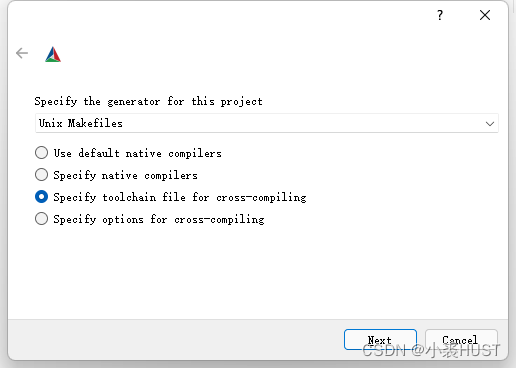 ?
Specify the generator for this project
Unix Makefiles
Use default native compilers
Specify native compilers
Specify toolchain file for cross-compiling
Specify options for cross-compiling
Next
Cancel
CSDN @小裘HUST